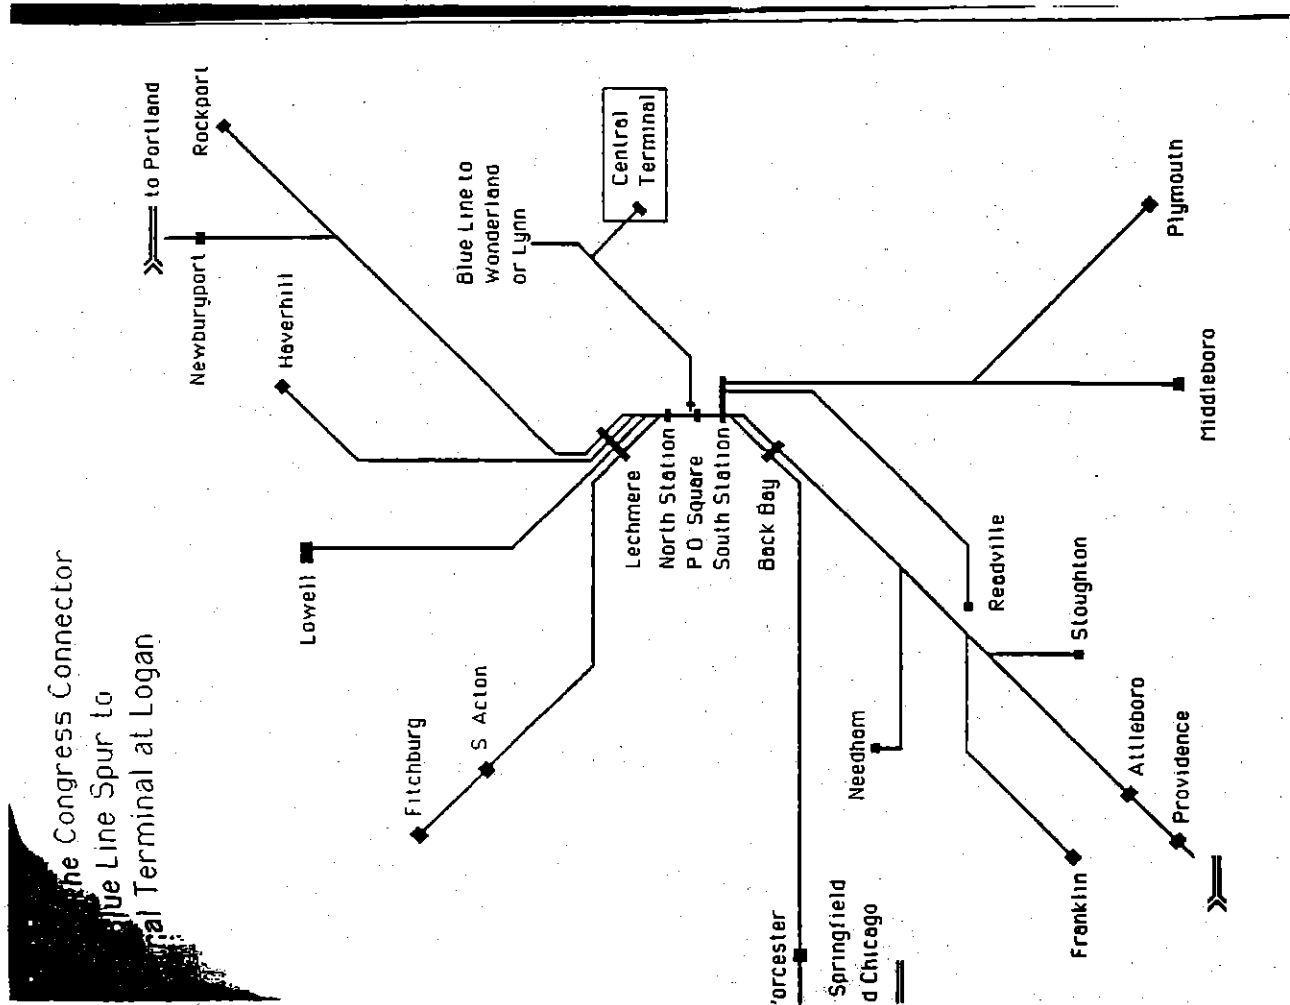 he Congress Connector
lue Line Spur to
ral Terminal at Logan
to Portland
Rockport
Newburyport
Haverhill
Blue Line to
Wonderland
or Lynn
Central
Terminal
Lowell
Fitchburg
S Acton
Lechmere
North Station
P O Square
South Station
Back Bay
Plymouth
Middleboro
Readville
Stoughton
Needham
Attleboro
Providence
Franklin
orcester
Springfield
d Chicago